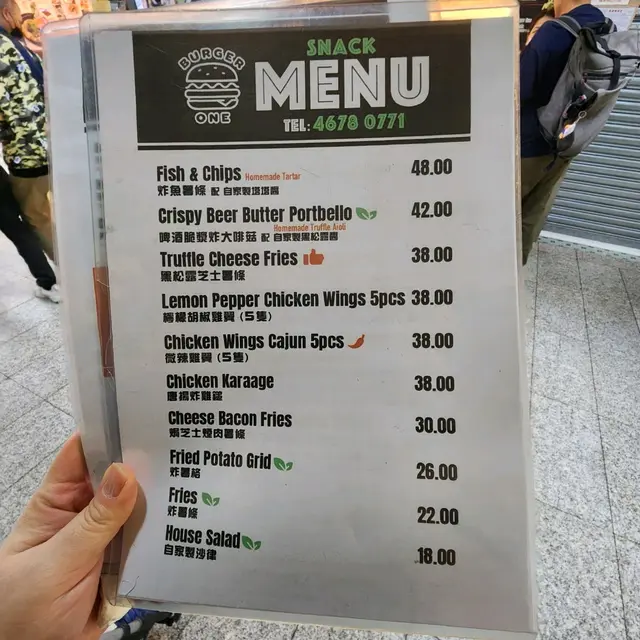 BURGER
ONE
SNACK
MENU
TEL: 4678 0771
Fish & Chips Homemade Tartar 48.00
炸魚薯條 配 自家製塔塔醬
Crispy Beer Butter Portbello 42.00
Homemade Truffle Aioli
啤酒脆漿炸大啡菇 配 自家製黑松露醬
Truffle Cheese Fries 38.00
黑松露芝士薯條
Lemon Pepper Chicken Wings 5pcs 38.00
檸檬胡椒雞翼 (5隻)
Chicken Wings Cajun 5pcs 38.00
微辣雞翼 (5隻)
Chicken Karaage 38.00
唐揚炸雞鎚
Cheese Bacon Fries 30.00
焗芝士煙肉薯條
Fried Potato Grid 26.00
炸薯格
Fries 22.00
炸薯條
House Salad 18.00
自家製沙律